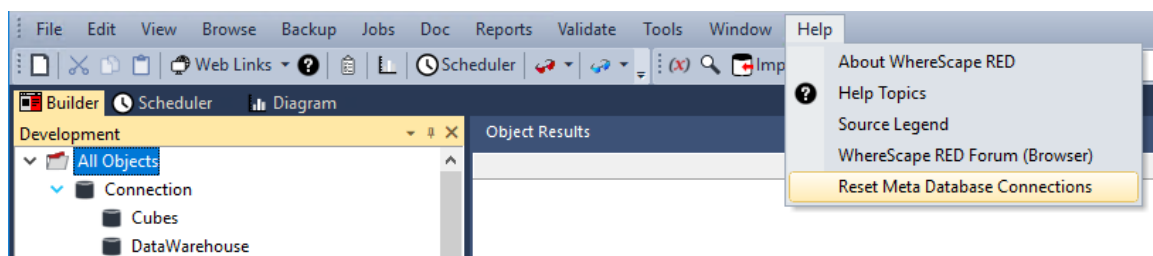 File Edit View Browse Backup Jobs Doc Reports Validate Tools Window Help
Web Links Scheduler (x) Imp
About WhereScape RED
Help Topics
Source Legend
WhereScape RED Forum (Browser)
Reset Meta Database Connections
Builder Scheduler Diagram
Development
Object Results
All Objects
Connection
Cubes
DataWarehouse